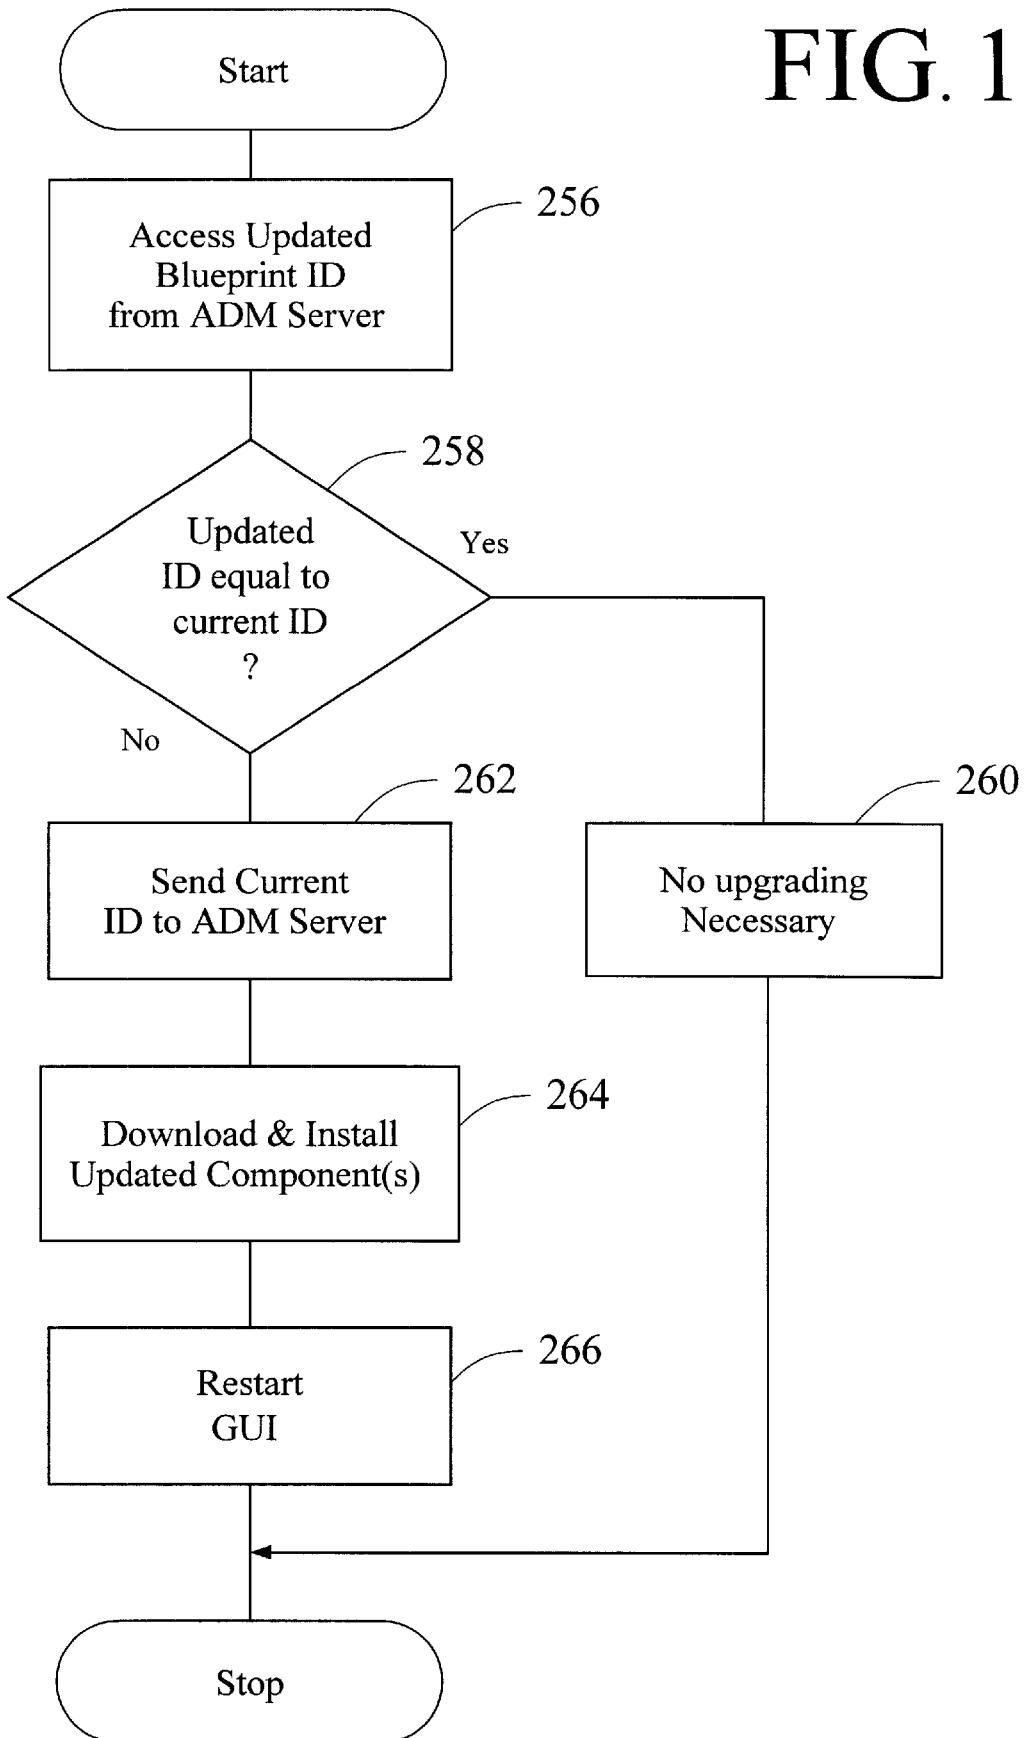 FIG. 1
Start
256
Access Updated
Blueprint ID
from ADM Server
258
Updated
ID equal to
current ID
?
Yes
No
262
Send Current
ID to ADM Server
260
No upgrading
Necessary
264
Download & Install
Updated Component(s)
266
Restart
GUI
Stop